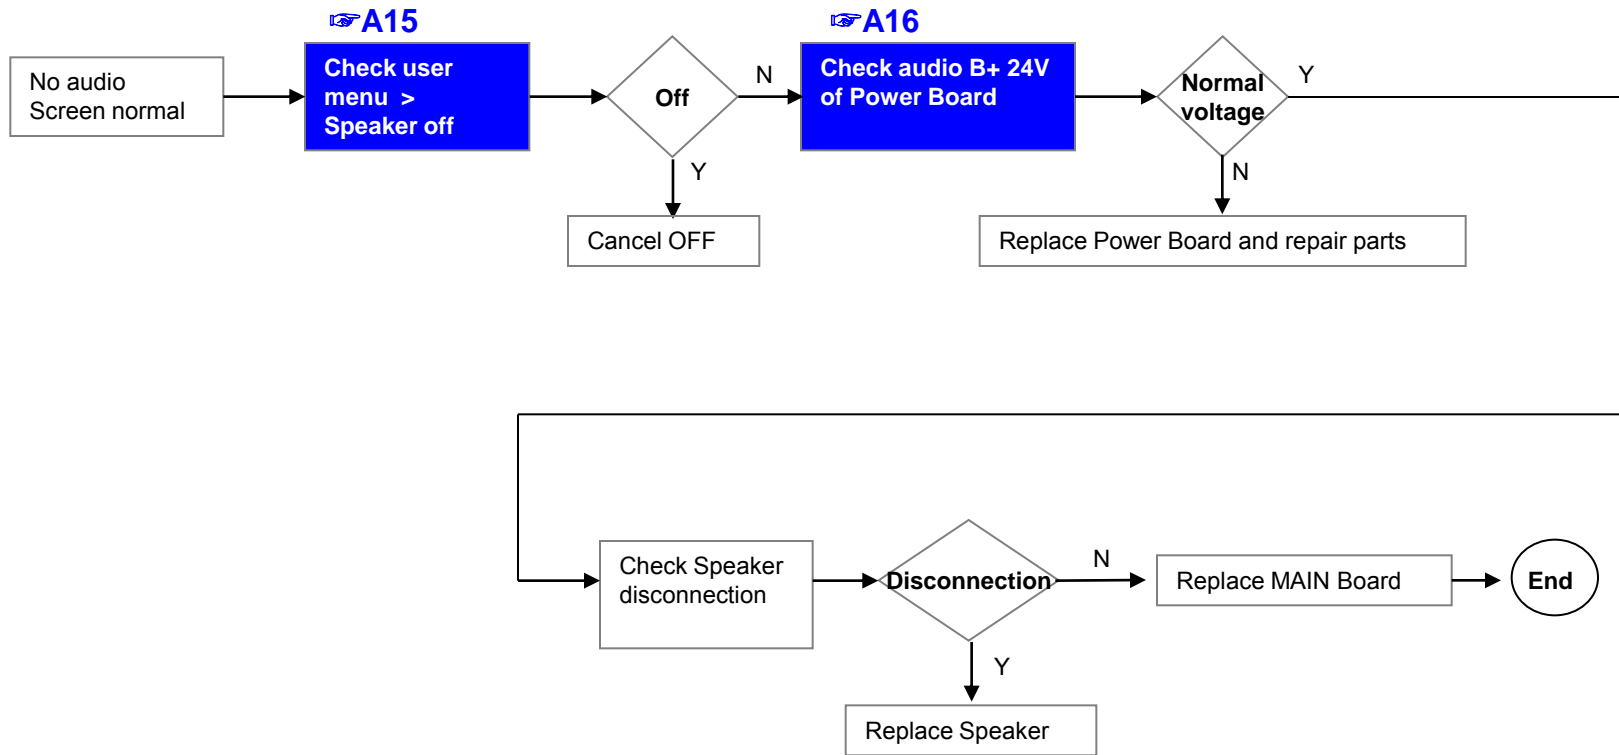 ☞A15
☞A16
No audio
Screen normal
Check user
menu >
Speaker off
Off
N
Check audio B+ 24V
of Power Board
Normal
voltage
Y
Y
N
Cancel OFF
Replace Power Board and repair parts
Check Speaker
disconnection
Disconnection
N
Replace MAIN Board
End
Y
Replace Speaker